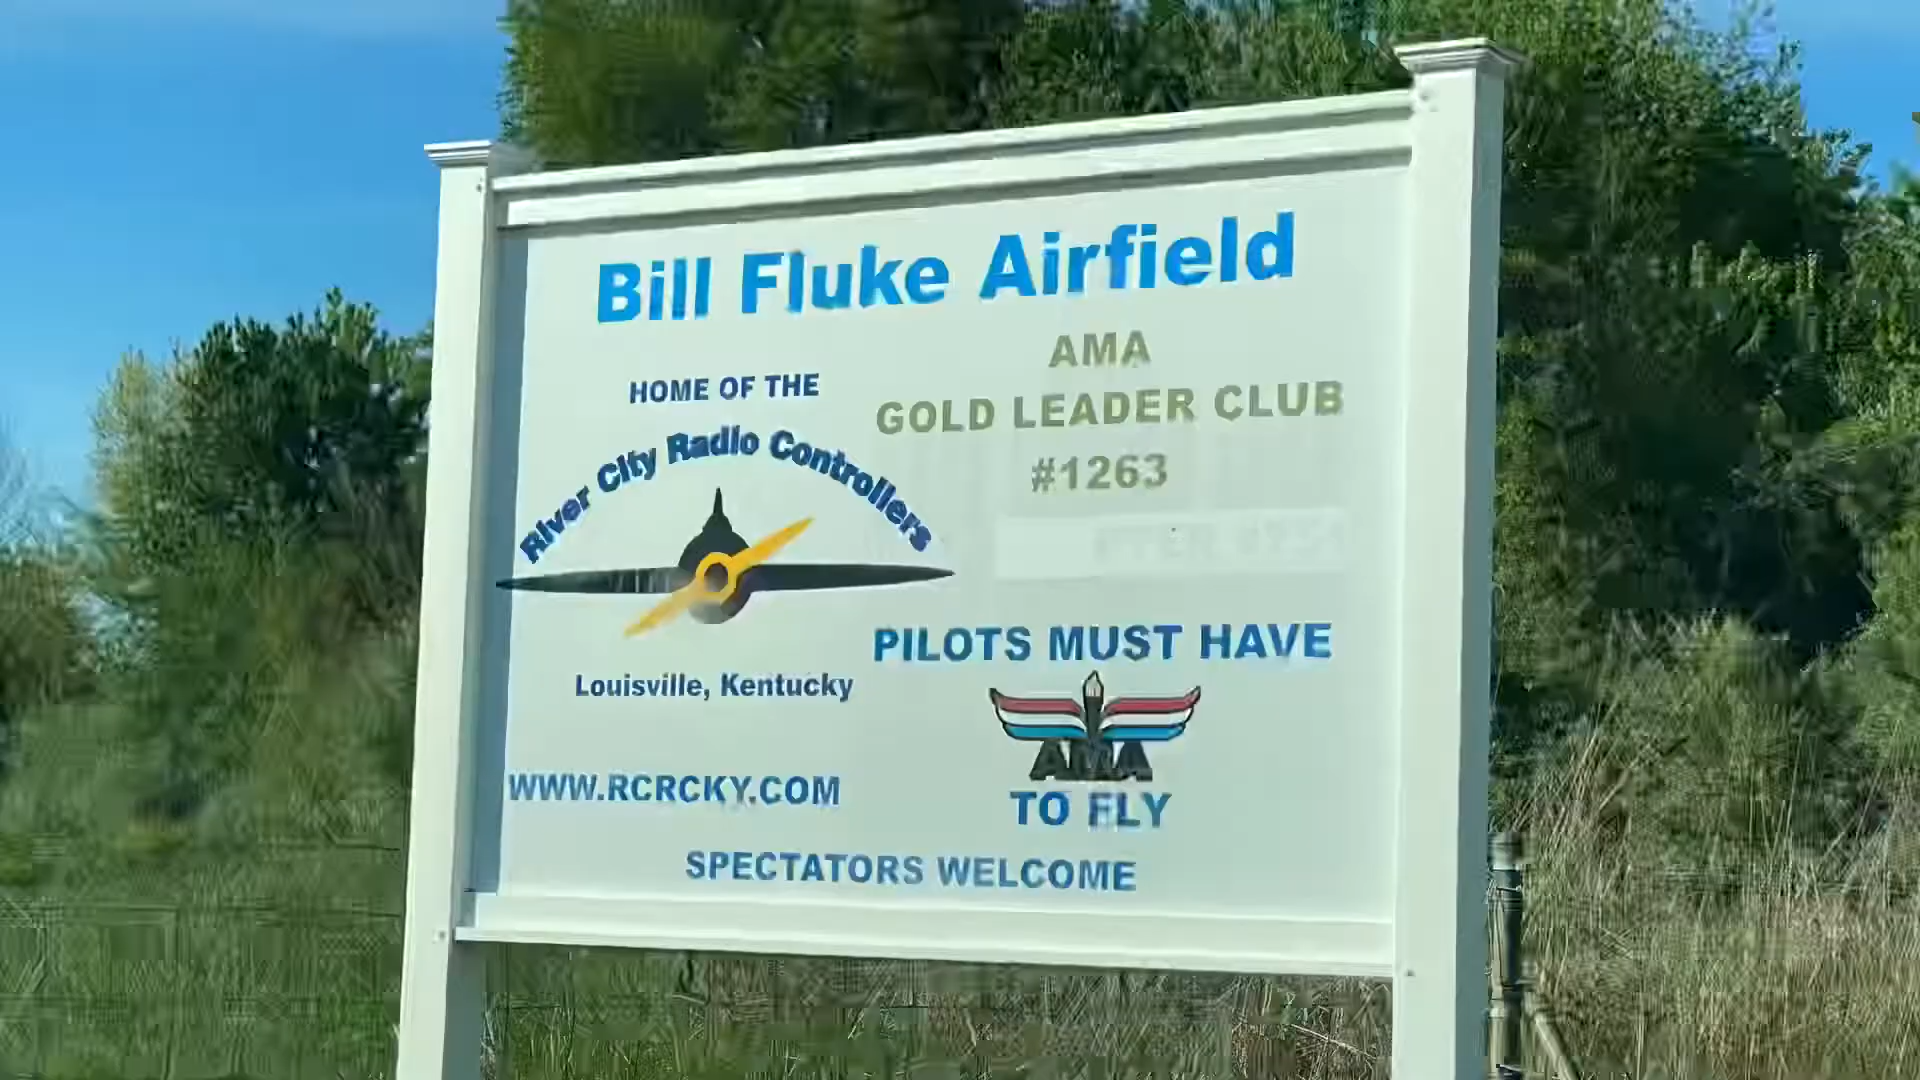 Bill Fluke Airfield
HOME OF THE
River City Radio Controllers
Louisville, Kentucky
WWW.RCRCKY.COM
AMA
GOLD LEADER CLUB
#1263
PILOTS MUST HAVE
AMA
TO FLY
SPECTATORS WELCOME